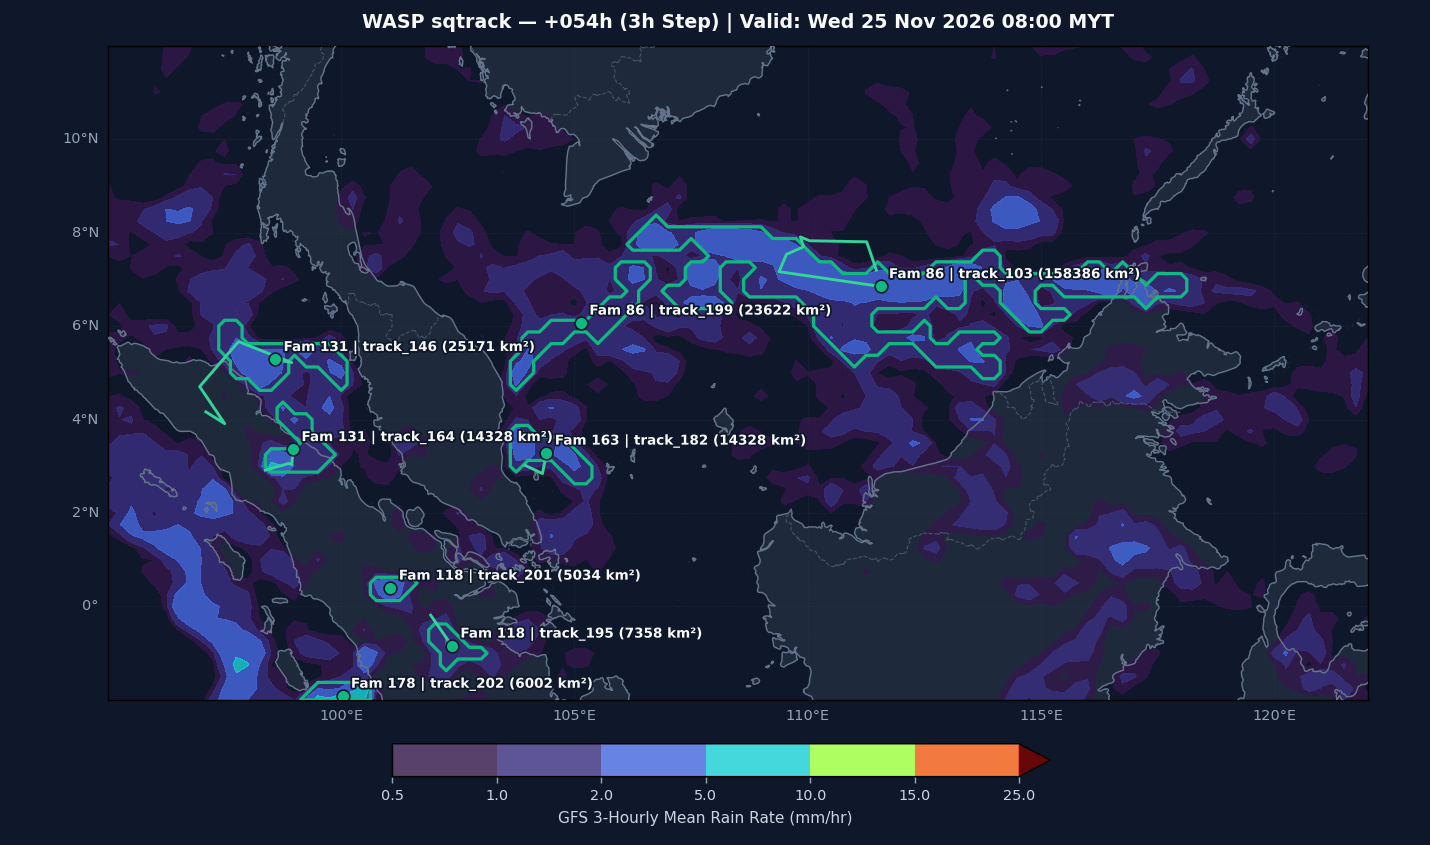 WASP sqtrack — +054h (3h Step) | Valid: Wed 25 Nov 2026 08:00 MYT
10°N
8°N
6°N
4°N
2°N
0°
Fam 86 | track_103 (158386 km²)
Fam 86 | track_199 (23622 km²)
Fam 131 | track_146 (25171 km²)
Fam 131 | track_164 (14328 km²)
Fam 163 | track_182 (14328 km²)
Fam 118 | track_201 (5034 km²)
Fam 118 | track_195 (7358 km²)
Fam 178 | track_202 (6002 km²)
100°E 105°E 110°E 115°E 120°E
0.5 1.0 2.0 5.0 10.0 15.0 25.0
GFS 3-Hourly Mean Rain Rate (mm/hr)